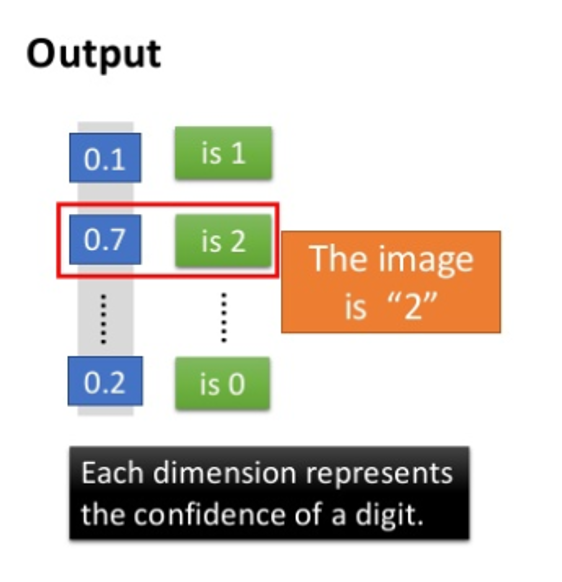 Output
0.1 is 1
0.7 is 2
The image
is “2”
0.2 is 0
Each dimension represents
the confidence of a digit.